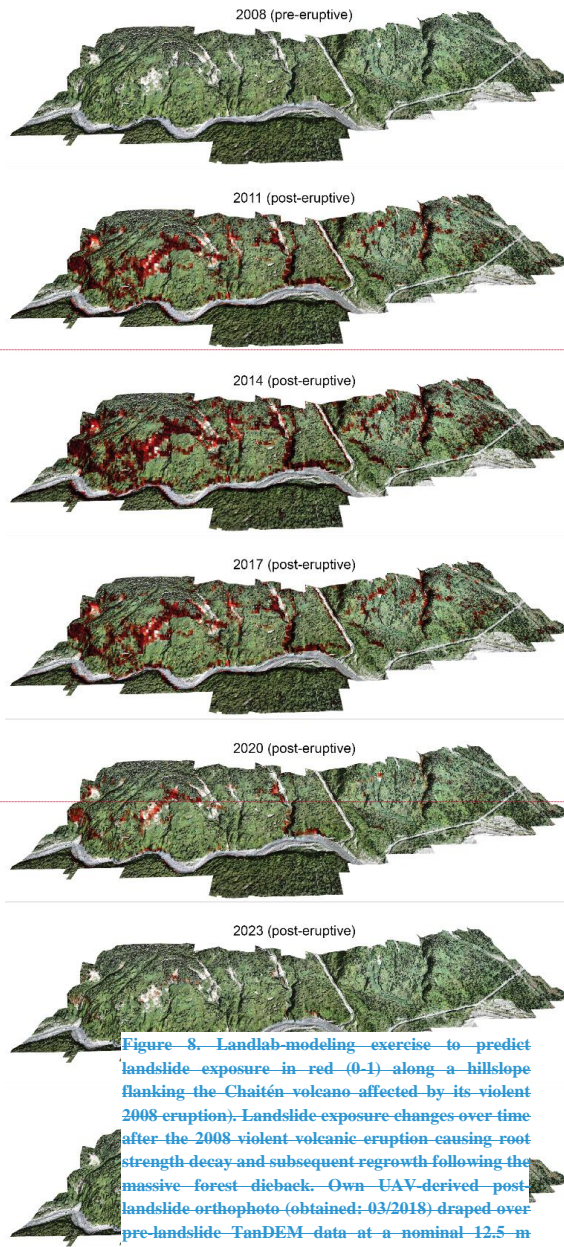 2008 (pre-eruptive)
2011 (post-eruptive)
2014 (post-eruptive)
2017 (post-eruptive)
2020 (post-eruptive)
2023 (post-eruptive)
Figure 8. Landlab-modeling exercise to predict
landslide exposure in red (0-1) along a hillslope
flanking the Chaitén volcano affected by its violent
2008 eruption). Landslide exposure changes over time
after the 2008 violent volcanic eruption causing root
strength decay and subsequent regrowth following the
massive forest dieback. Own UAV-derived post-
landslide orthophoto (obtained: 03/2018) draped over
pre-landslide TanDEM data at a nominal 12.5 m